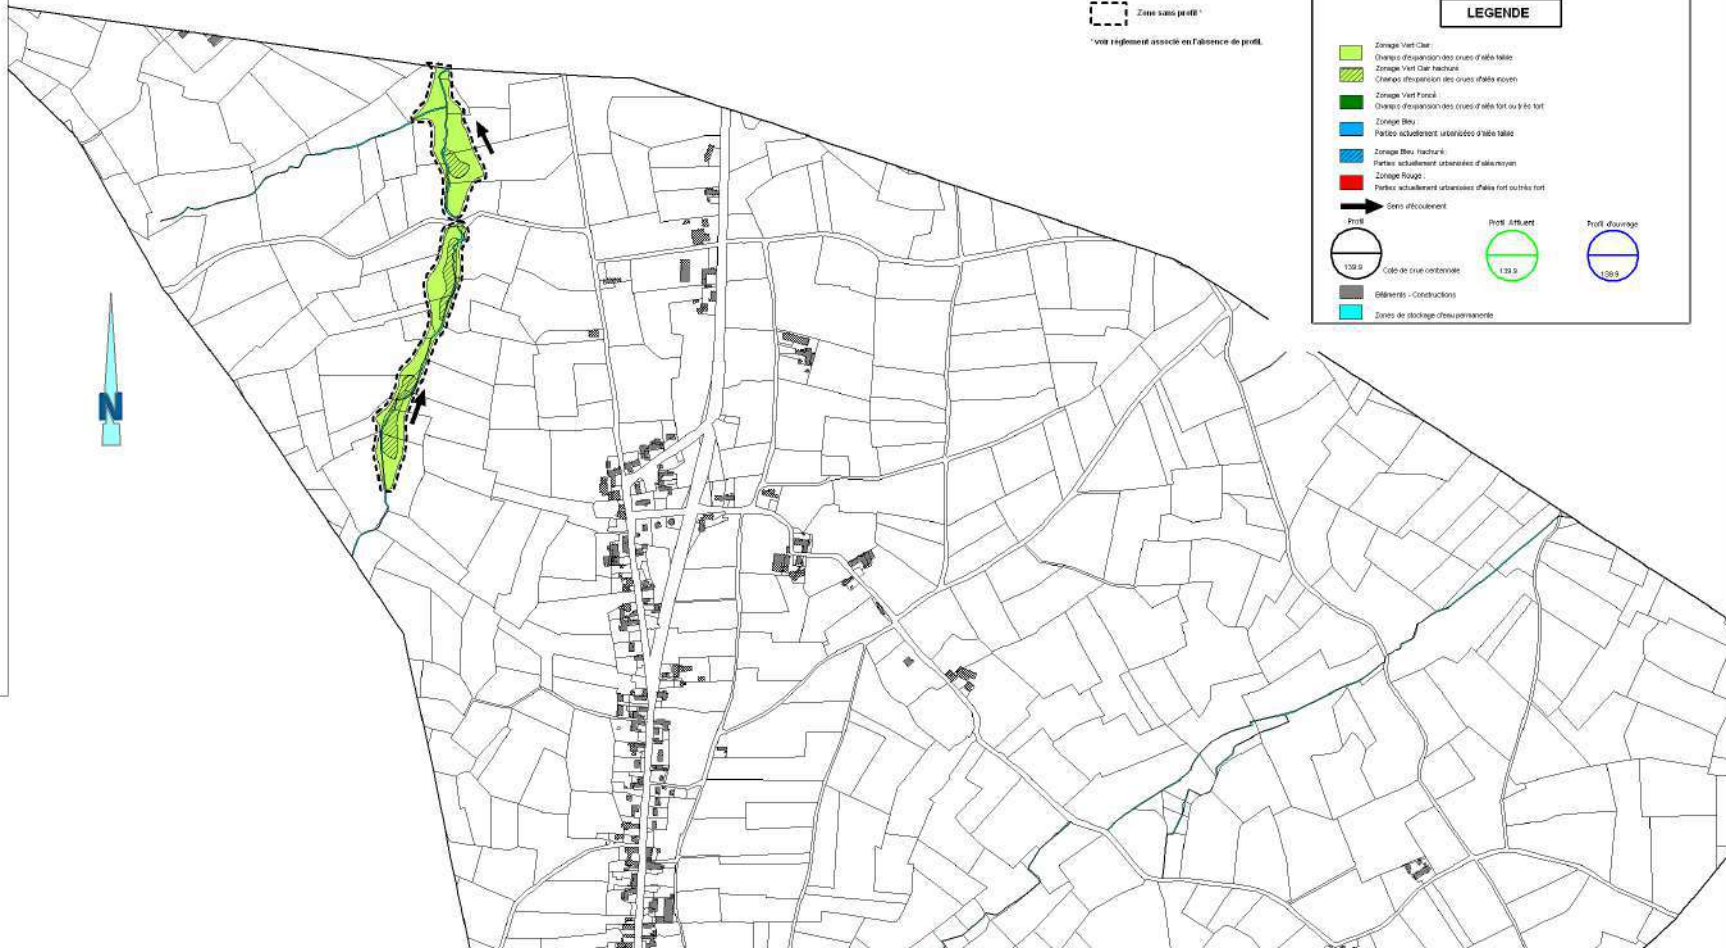 Zone sans profil *
* voir règlement associé en l'absence de profil.
LEGENDE
Zonage Vert Clair :
Champs d'expansion des crues d'aléa faible
Zonage Vert Clair hachuré
Champs d'expansion des crues d'aléa moyen
Zonage Vert Foncé :
Champs d'expansion des crues d'aléa fort ou très fort
Zonage Bleu :
Parties actuellement urbanisées d'aléa faible
Zonage Bleu hachuré :
Parties actuellement urbanisées d'aléa moyen
Zonage Rouge :
Parties actuellement urbanisées d'aléa fort ou très fort
Sens d'écoulement
Profil
Profil Affluent
Profil d'ouvrage
139.9
Cote de crue centennale
139.9
139.9
Bâtiments - Constructions
Zones de stockage d'eau permanente
N